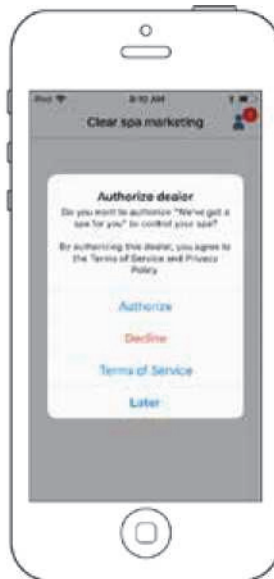 iPod 9:10 AM
Clear spa marketing
Authorize dealer
Do you want to authorize "We've got a
spa for you" to control your spa?
By authorizing this dealer, you agree to
the Terms of Service and Privacy
Policy
Authorize
Decline
Terms of Service
Later